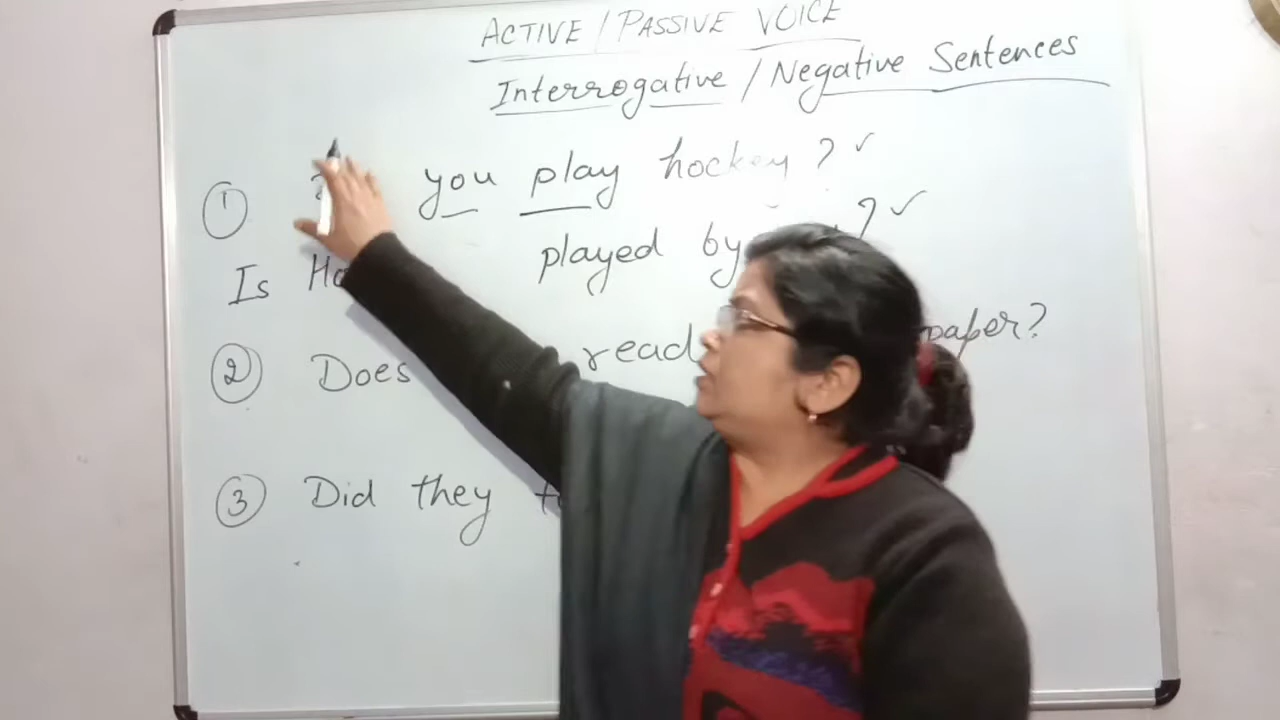 ACTIVE / PASSIVE VOICE
Interrogative / Negative Sentences
① you play hockey ? ✓
Is played by ? ✓
② Does read paper?
③ Did they